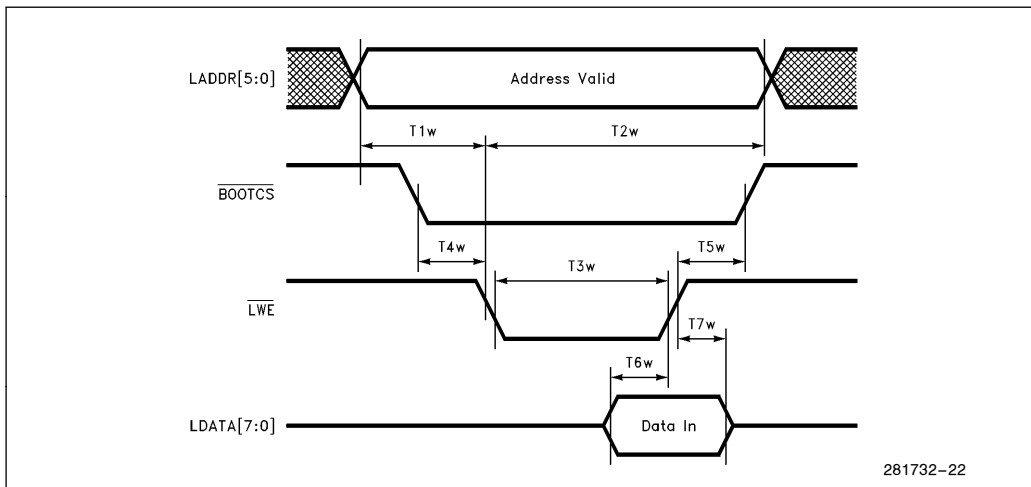 LADDR[5:0]
Address Valid
T1w
T2w
BOOTCS
T4w
T5w
T3w
LWE
T7w
T6w
LDATA[7:0]
Data In
281732-22